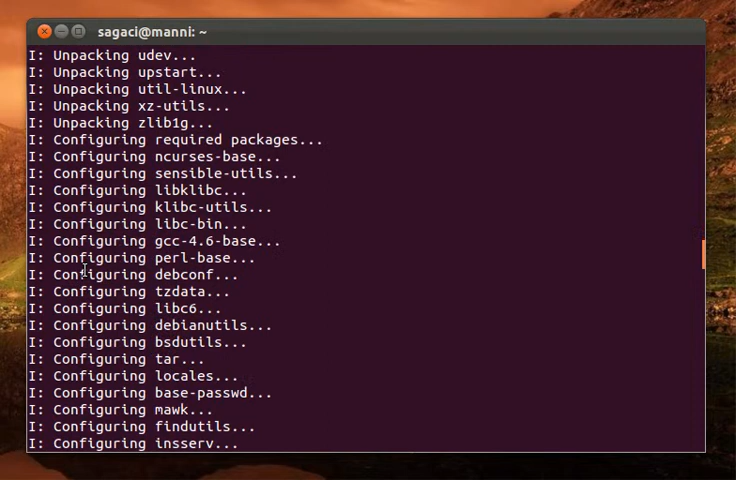 sagaci@manni: ~
I: Unpacking udev...
I: Unpacking upstart...
I: Unpacking util-linux...
I: Unpacking xz-utils...
I: Unpacking zlib1g...
I: Configuring required packages...
I: Configuring ncurses-base...
I: Configuring sensible-utils...
I: Configuring libklibc...
I: Configuring klibc-utils...
I: Configuring libc-bin...
I: Configuring gcc-4.6-base...
I: Configuring perl-base...
I: Configuring debconf...
I: Configuring tzdata...
I: Configuring libc6...
I: Configuring debianutils...
I: Configuring bsdutils...
I: Configuring tar...
I: Configuring locales...
I: Configuring base-passwd...
I: Configuring mawk...
I: Configuring findutils...
I: Configuring insserv...